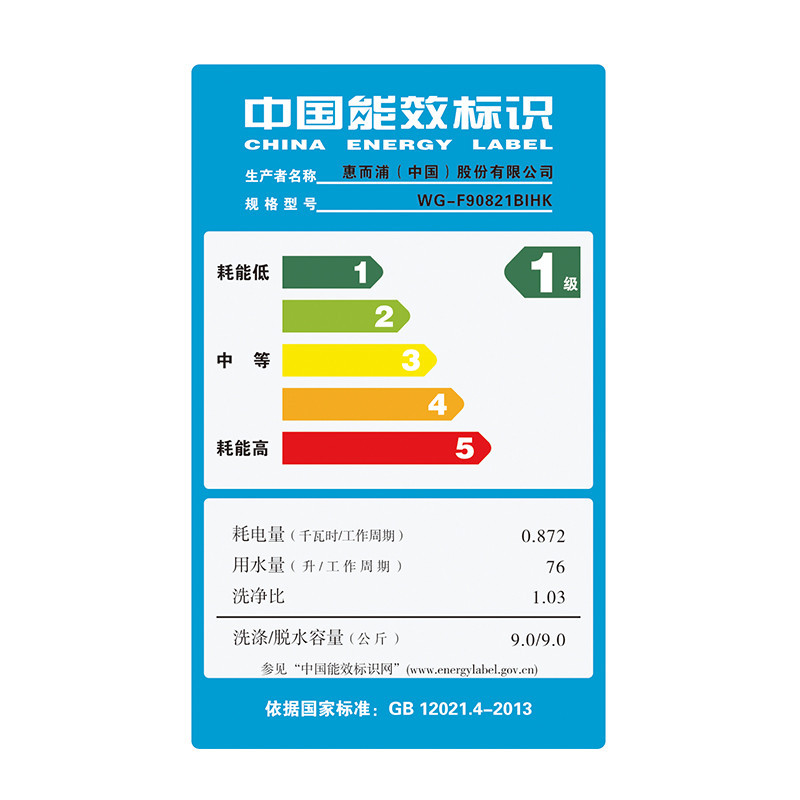 中国能效标识
CHINA ENERGY LABEL
生产者名称 惠而浦（中国）股份有限公司
规格型号 WG-F90821BIHK
耗能低 1 1级
2
中等 3
4
耗能高 5
耗电量（千瓦时/工作周期） 0.872
用水量（升/工作周期） 76
洗净比 1.03
洗涤/脱水容量（公斤） 9.0/9.0
参见“中国能效标识网”(www.energylabel.gov.cn)
依据国家标准：GB 12021.4-2013